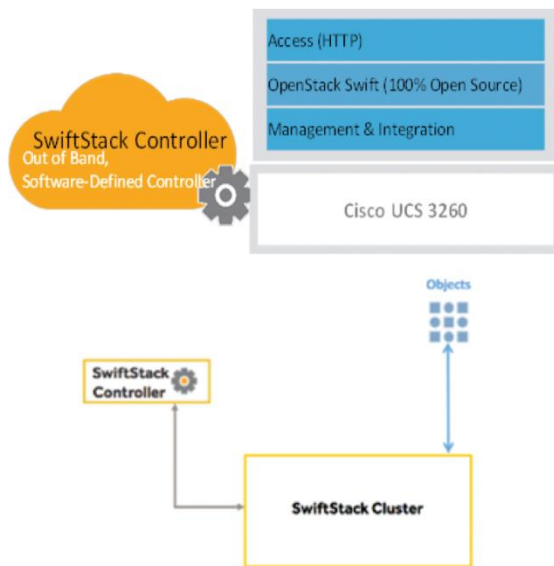 Access (HTTP)
OpenStack Swift (100% Open Source)
Management & Integration
SwiftStack Controller
Out of Band,
Software-Defined Controller
Cisco UCS 3260
Objects
SwiftStack
Controller
SwiftStack Cluster